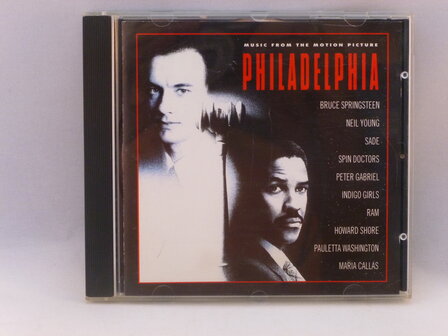 MUSIC FROM THE MOTION PICTURE
PHILADELPHIA
BRUCE SPRINGSTEEN
NEIL YOUNG
SADE
SPIN DOCTORS
PETER GABRIEL
INDIGO GIRLS
RAM
HOWARD SHORE
PAULETTA WASHINGTON
MARIA CALLAS